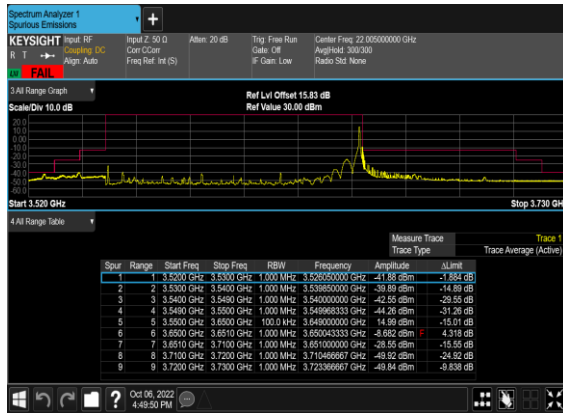 Spectrum Analyzer 1
Spurious Emissions
KEYSIGHT Input: RF
R T Coupling: DC
Align: Auto
LXI FAIL
Input Z: 50 Ω
Corr CCorr
Freq Ref: Int (S)
Atten: 20 dB
Trig: Free Run
Gate: Off
IF Gain: Low
Center Freq: 22.005000000 GHz
Avg|Hold: 300/300
Radio Std: None
3 All Range Graph
Scale/Div 10.0 dB
Ref Lvl Offset 15.83 dB
Ref Value 30.00 dBm
20.0
10.0
0.00
-10.0
-20.0
-30.0
-40.0
-50.0
-60.0
Start 3.520 GHz
Stop 3.730 GH
4 All Range Table
Measure Trace Trace 1
Trace Type Trace Average (Active)
Spur Range Start Freq Stop Freq RBW Frequency Amplitude ΔLimit
1 1 3.5200 GHz 3.5300 GHz 1.000 MHz 3.526050000 GHz -41.88 dBm -1.884 dB
2 2 3.5300 GHz 3.5400 GHz 1.000 MHz 3.539850000 GHz -39.89 dBm -14.89 dB
3 3 3.5400 GHz 3.5490 GHz 1.000 MHz 3.540000000 GHz -42.55 dBm -29.55 dB
4 4 3.5490 GHz 3.5500 GHz 1.000 MHz 3.549968333 GHz -44.26 dBm -31.26 dB
5 5 3.5500 GHz 3.6500 GHz 100.0 kHz 3.649000000 GHz 14.99 dBm -15.01 dB
6 6 3.6500 GHz 3.6510 GHz 1.000 MHz 3.650043333 GHz -8.682 dBm F 4.318 dB
7 7 3.6510 GHz 3.7100 GHz 1.000 MHz 3.651000000 GHz -28.55 dBm -15.55 dB
8 8 3.7100 GHz 3.7200 GHz 1.000 MHz 3.710466667 GHz -49.92 dBm -24.92 dB
9 9 3.7200 GHz 3.7300 GHz 1.000 MHz 3.723366667 GHz -49.84 dBm -9.838 dB
Oct 06, 2022
4:49:50 PM